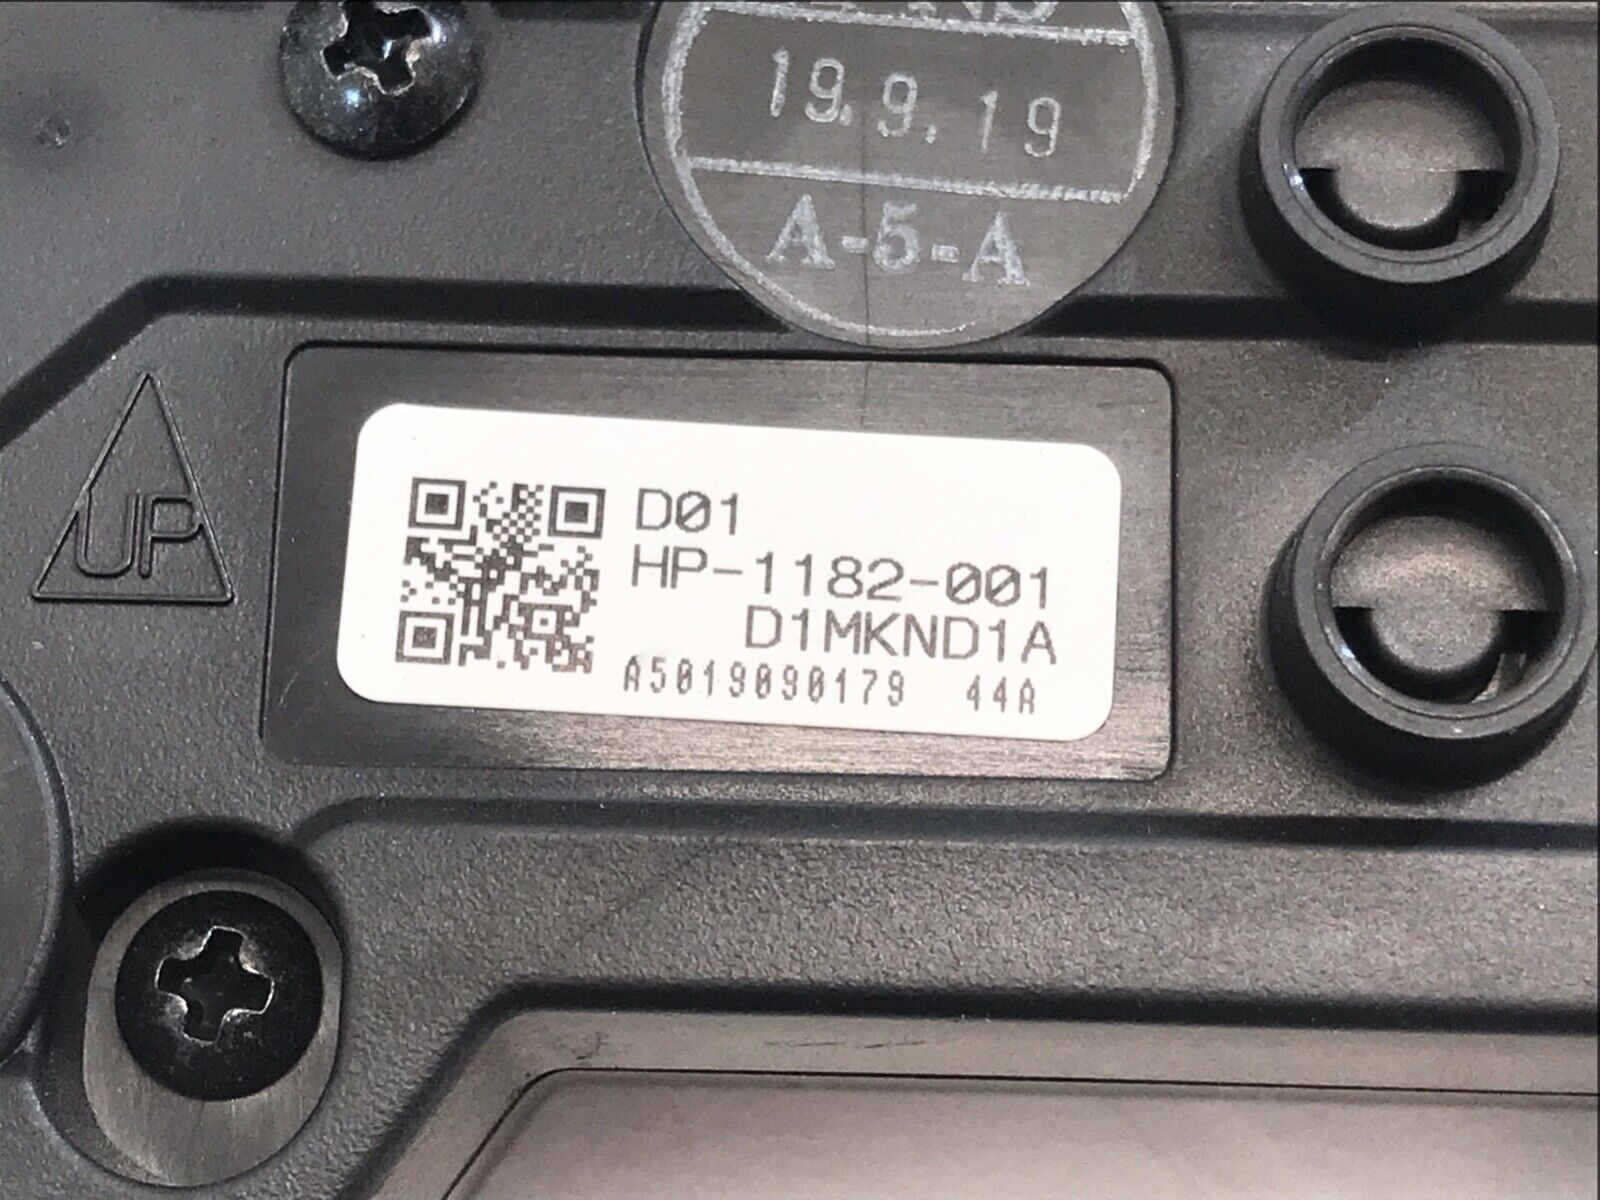 19.9.19
A-5-A
UP
D01
HP-1182-001
D1MKND1A
A5019090179 44A